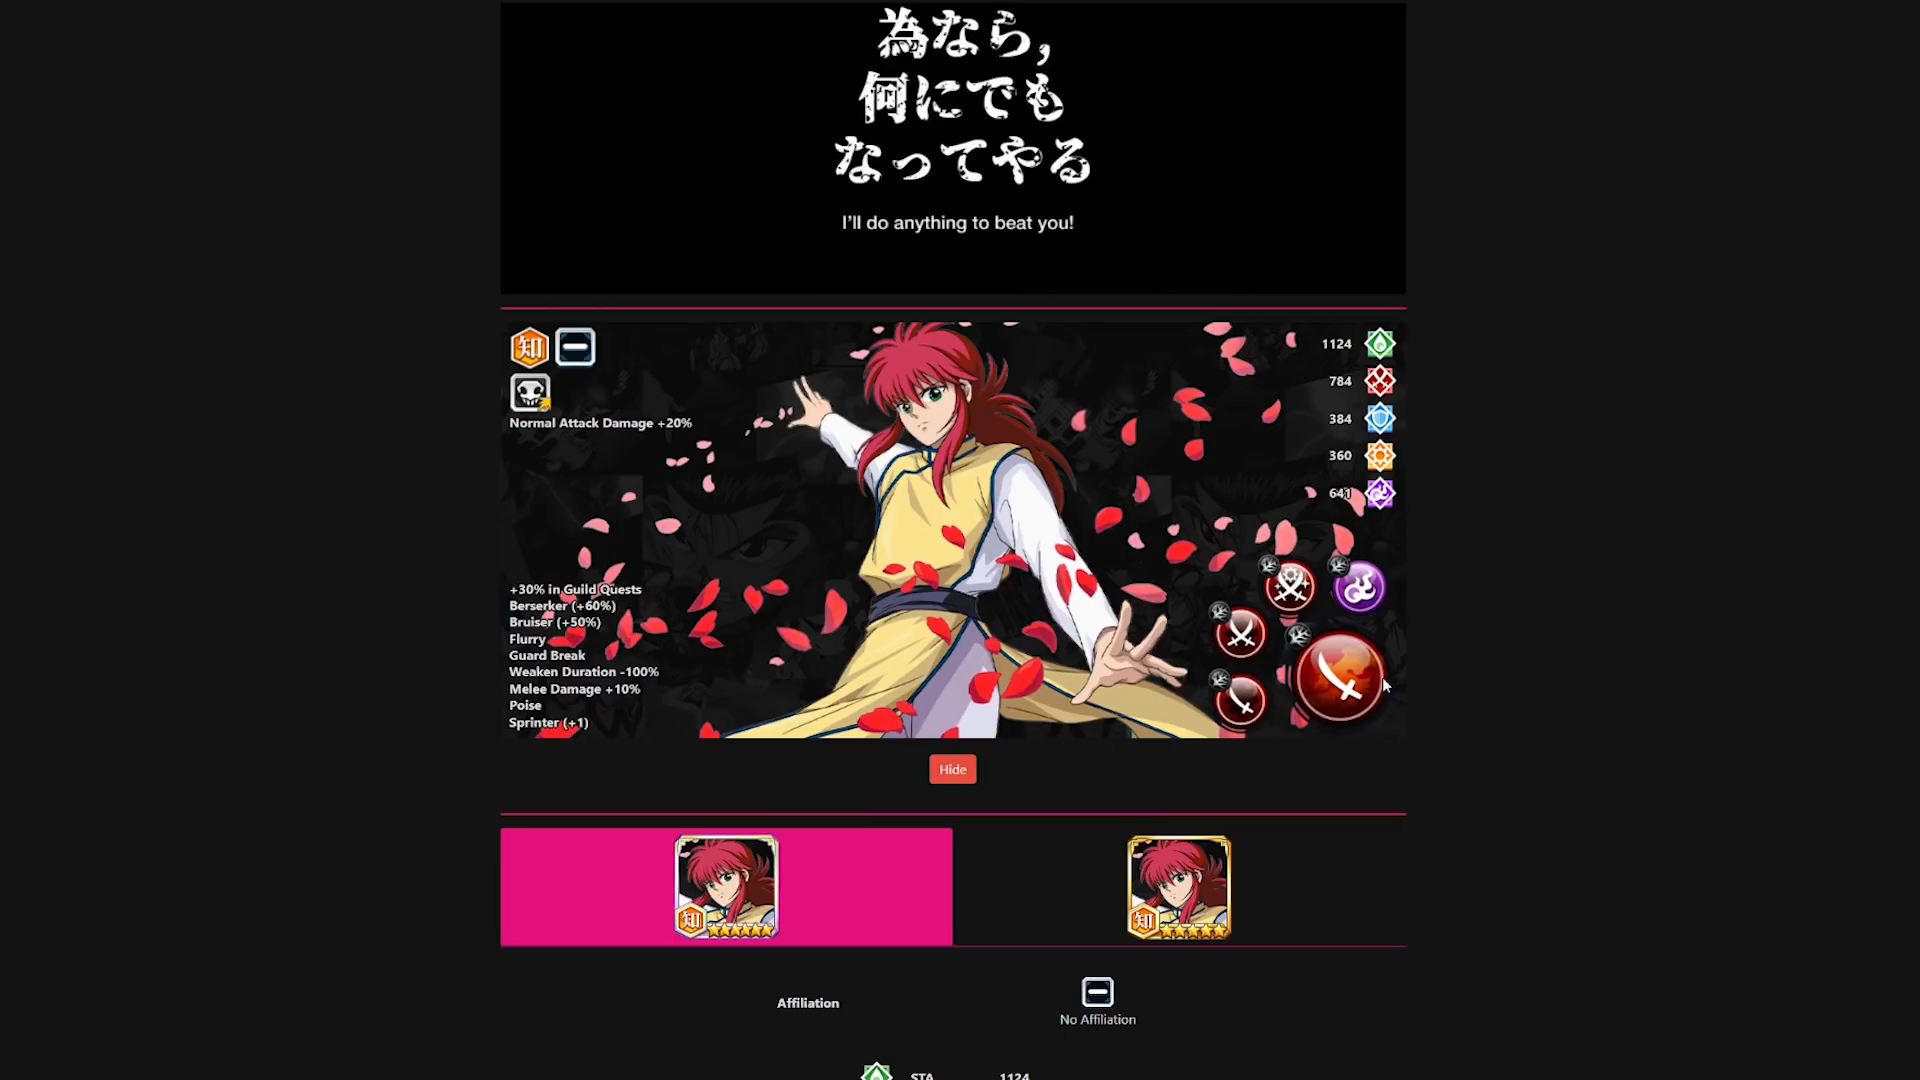 為なら,
何にでも
なってやる
I'll do anything to beat you!
知
Normal Attack Damage +20%
1124
784
384
360
641
+30% in Guild Quests
Berserker (+60%)
Bruiser (+50%)
Flurry
Guard Break
Weaken Duration -100%
Melee Damage +10%
Poise
Sprinter (+1)
Hide
知
知
Affiliation
No Affiliation
STA 1124